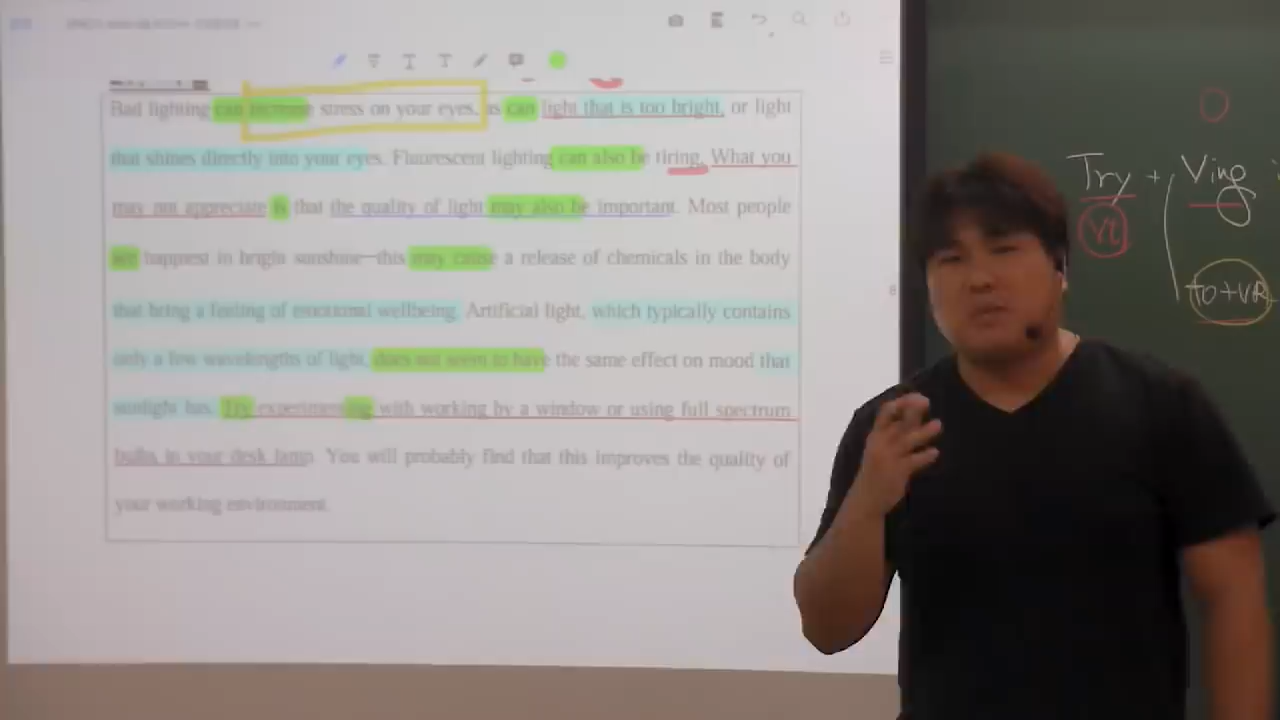 Bad lighting can increase stress on your eyes, as can light that is too bright, or light
that shines directly into your eyes. Fluorescent lighting can also be tiring. What you
may not appreciate is that the quality of light may also be important. Most people
are happiest in bright sunshine—this may cause a release of chemicals in the body
that bring a feeling of emotional wellbeing. Artificial light, which typically contains
only a few wavelengths of light, does not seem to have the same effect on mood that
sunlight has. Try experimenting with working by a window or using full spectrum
bulbs in your desk lamp. You will probably find that this improves the quality of
your working environment.
Try + Ving
Vt
to+VR